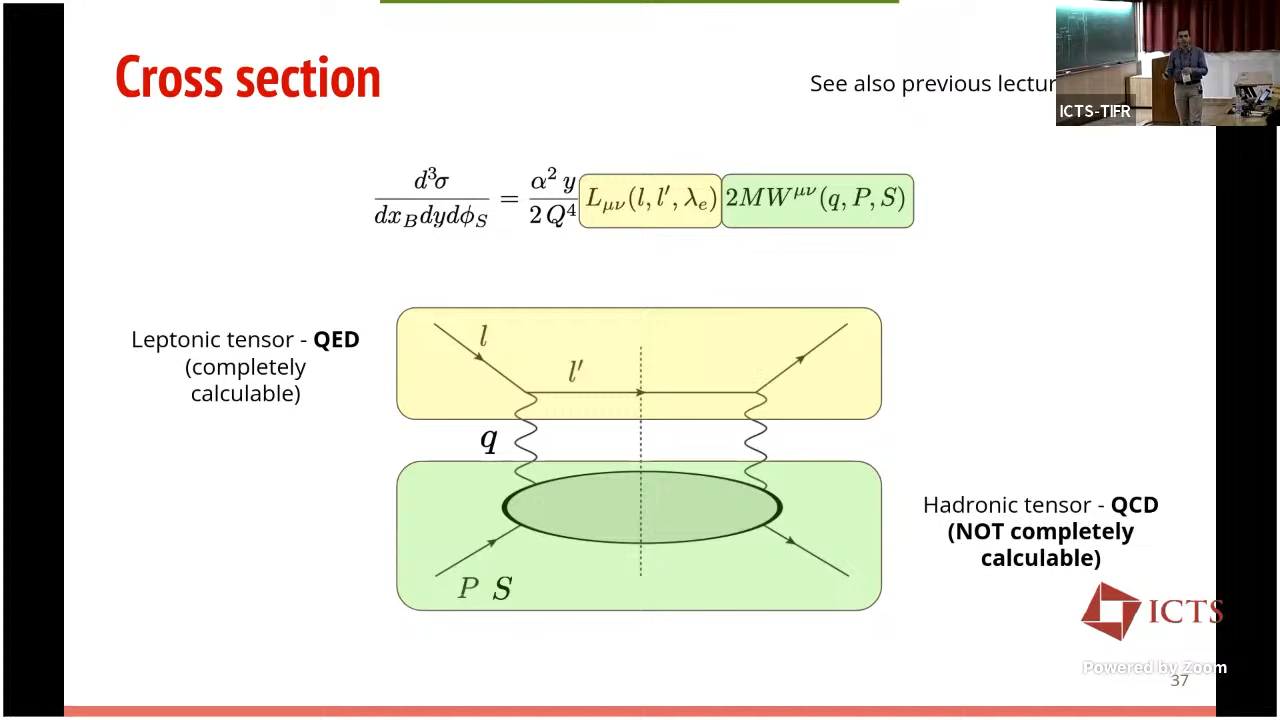 Cross section
See also previous lectur
ICTS-TIFR
d³σ / dx_B dy dϕ_S = α² y / 2 Q⁴ L_μν(l, l′, λ_e) 2MW^μν(q, P, S)
Leptonic tensor - QED
(completely
calculable)
l
l′
q
Hadronic tensor - QCD
(NOT completely
calculable)
P S
ICTS
Powered by Zoom
37